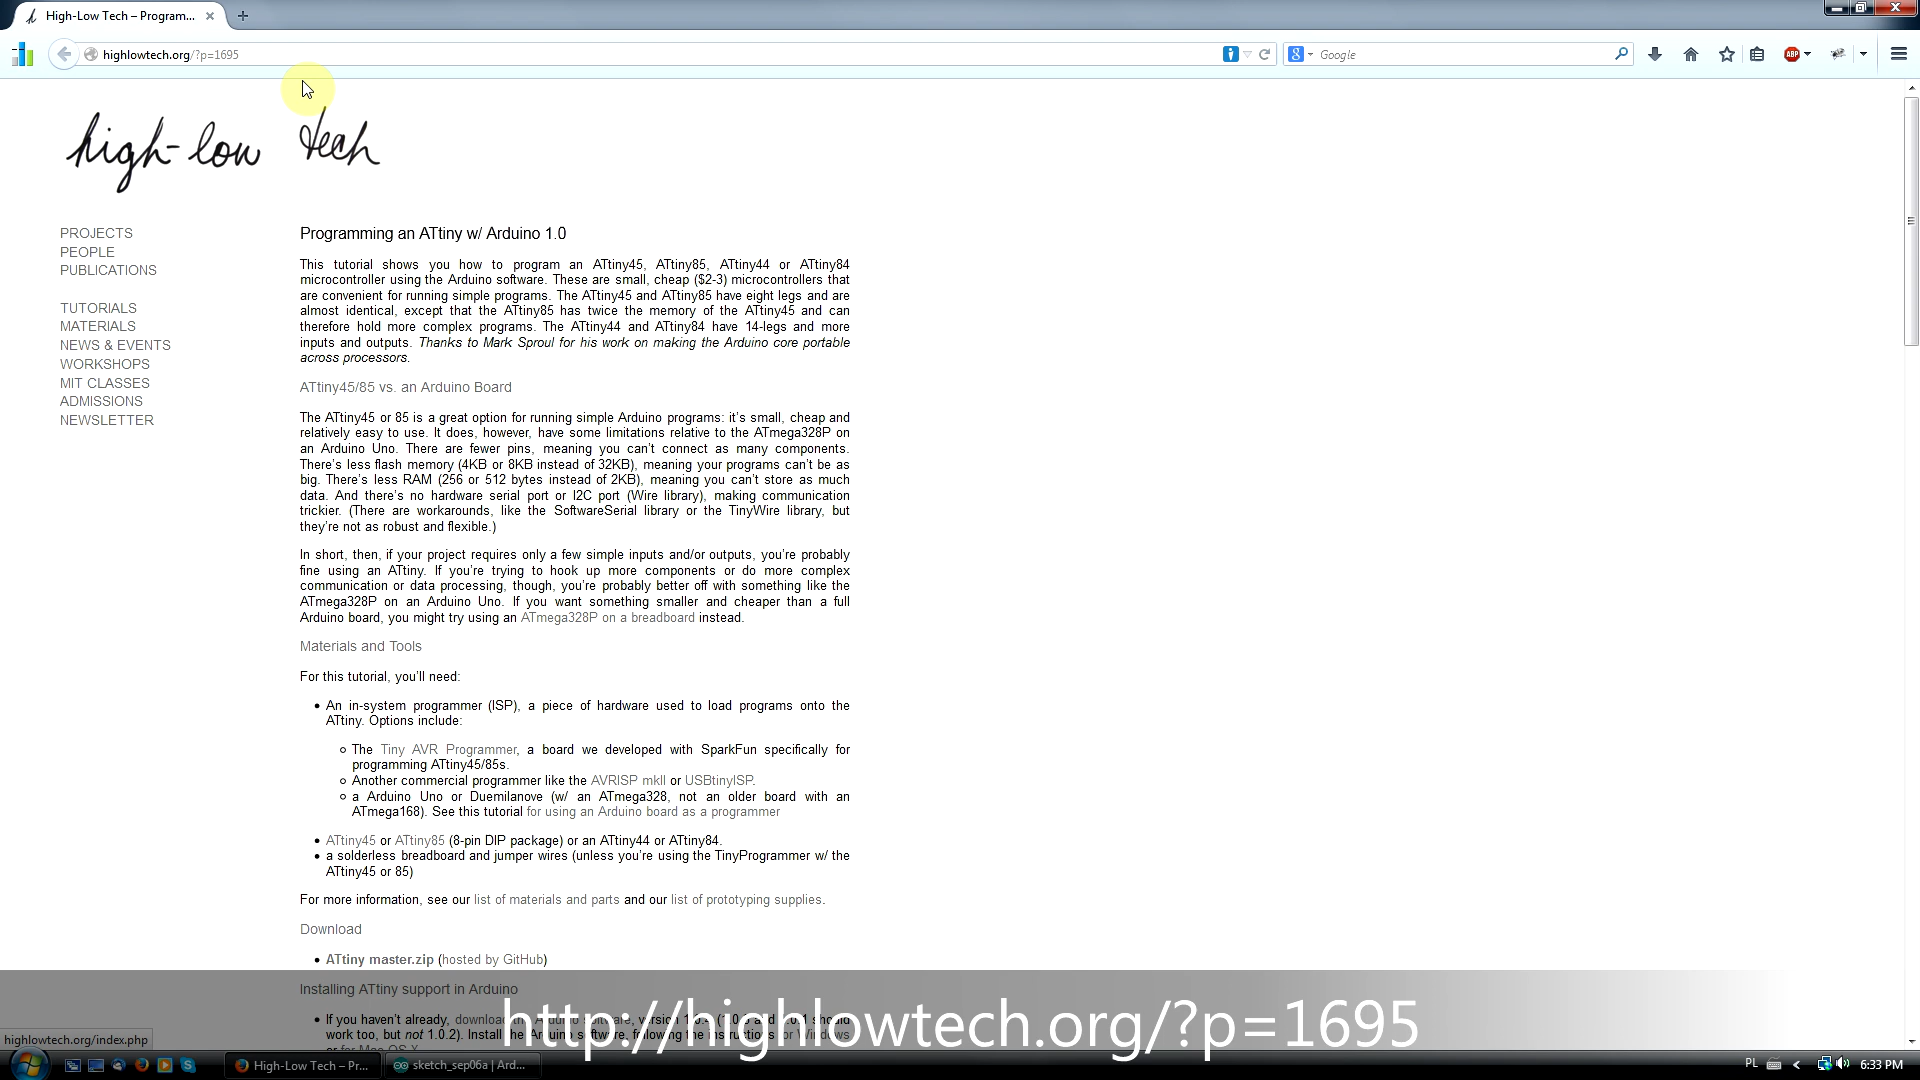 High-Low Tech – Program...
highlowtech.org/?p=1695
Google
ABP
high-low tech
PROJECTS
PEOPLE
PUBLICATIONS
TUTORIALS
MATERIALS
NEWS & EVENTS
WORKSHOPS
MIT CLASSES
ADMISSIONS
NEWSLETTER
Programming an ATtiny w/ Arduino 1.0
This tutorial shows you how to program an ATtiny45, ATtiny85, ATtiny44 or ATtiny84
microcontroller using the Arduino software. These are small, cheap ($2-3) microcontrollers that
are convenient for running simple programs. The ATtiny45 and ATtiny85 have eight legs and are
almost identical, except that the ATtiny85 has twice the memory of the ATtiny45 and can
therefore hold more complex programs. The ATtiny44 and ATtiny84 have 14-legs and more
inputs and outputs. Thanks to Mark Sproul for his work on making the Arduino core portable
across processors.
ATtiny45/85 vs. an Arduino Board
The ATtiny45 or 85 is a great option for running simple Arduino programs: it's small, cheap and
relatively easy to use. It does, however, have some limitations relative to the ATmega328P on
an Arduino Uno. There are fewer pins, meaning you can't connect as many components.
There's less flash memory (4KB or 8KB instead of 32KB), meaning your programs can't be as
big. There's less RAM (256 or 512 bytes instead of 2KB), meaning you can't store as much
data. And there's no hardware serial port or I2C port (Wire library), making communication
trickier. (There are workarounds, like the SoftwareSerial library or the TinyWire library, but
they're not as robust and flexible.)
In short, then, if your project requires only a few simple inputs and/or outputs, you're probably
fine using an ATtiny. If you're trying to hook up more components or do more complex
communication or data processing, though, you're probably better off with something like the
ATmega328P on an Arduino Uno. If you want something smaller and cheaper than a full
Arduino board, you might try using an ATmega328P on a breadboard instead.
Materials and Tools
For this tutorial, you'll need:
• An in-system programmer (ISP), a piece of hardware used to load programs onto the
ATtiny. Options include:
The Tiny AVR Programmer, a board we developed with SparkFun specifically for
programming ATtiny45/85s.
Another commercial programmer like the AVRISP mkII or USBtinyISP.
a Arduino Uno or Duemilanove (w/ an ATmega328, not an older board with an
ATmega168). See this tutorial for using an Arduino board as a programmer
• ATtiny45 or ATtiny85 (8-pin DIP package) or an ATtiny44 or ATtiny84.
• a solderless breadboard and jumper wires (unless you're using the TinyProgrammer w/ the
ATtiny45 or 85)
For more information, see our list of materials and parts and our list of prototyping supplies.
Download
• ATtiny master.zip (hosted by GitHub)
Installing ATtiny support in Arduino
• If you haven't already, download
work too, but not 1.0.2). Install
http://highlowtech.org/?p=1695
highlowtech.org/index.php
High-Low Tech – Pr...
sketch_sep06a | Ard...
PL
6:33 PM